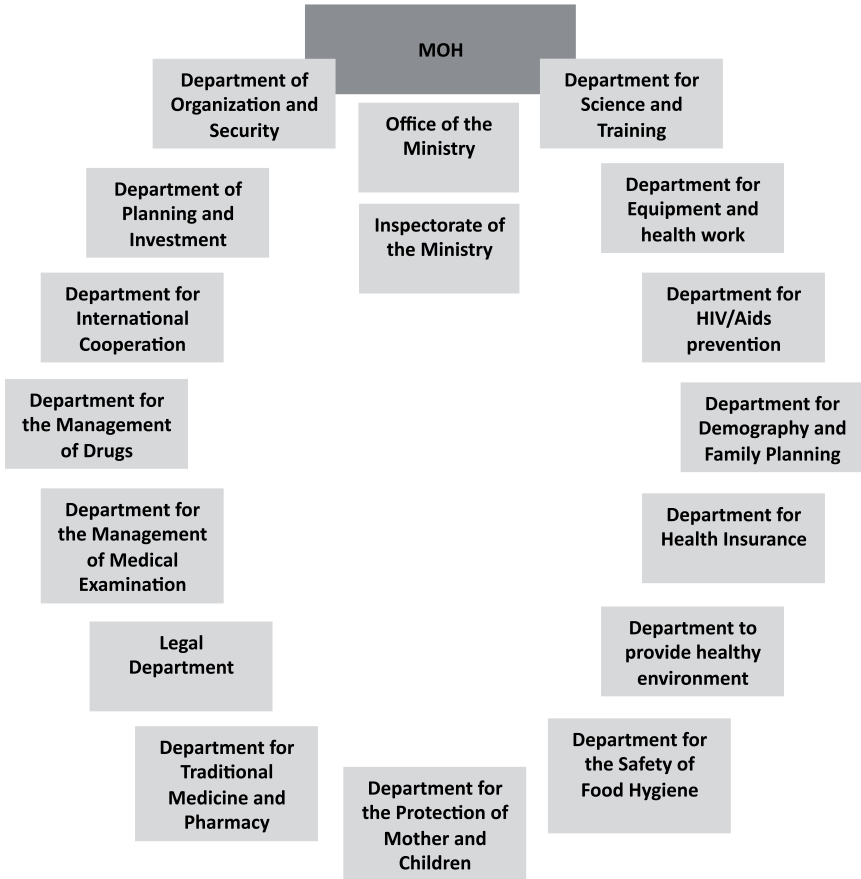 MOH
Department of
Organization and
Security
Office of the
Ministry
Department for
Science and
Training
Department of
Planning and
Investment
Inspectorate of
the Ministry
Department for
Equipment and
health work
Department for
International
Cooperation
Department for
HIV/Aids
prevention
Department for
the Management
of Drugs
Department for
Demography and
Family Planning
Department for
the Management
of Medical
Examination
Department for
Health Insurance
Legal
Department
Department to
provide healthy
environment
Department for
Traditional
Medicine and
Pharmacy
Department for
the Protection of
Mother and
Children
Department for
the Safety of
Food Hygiene